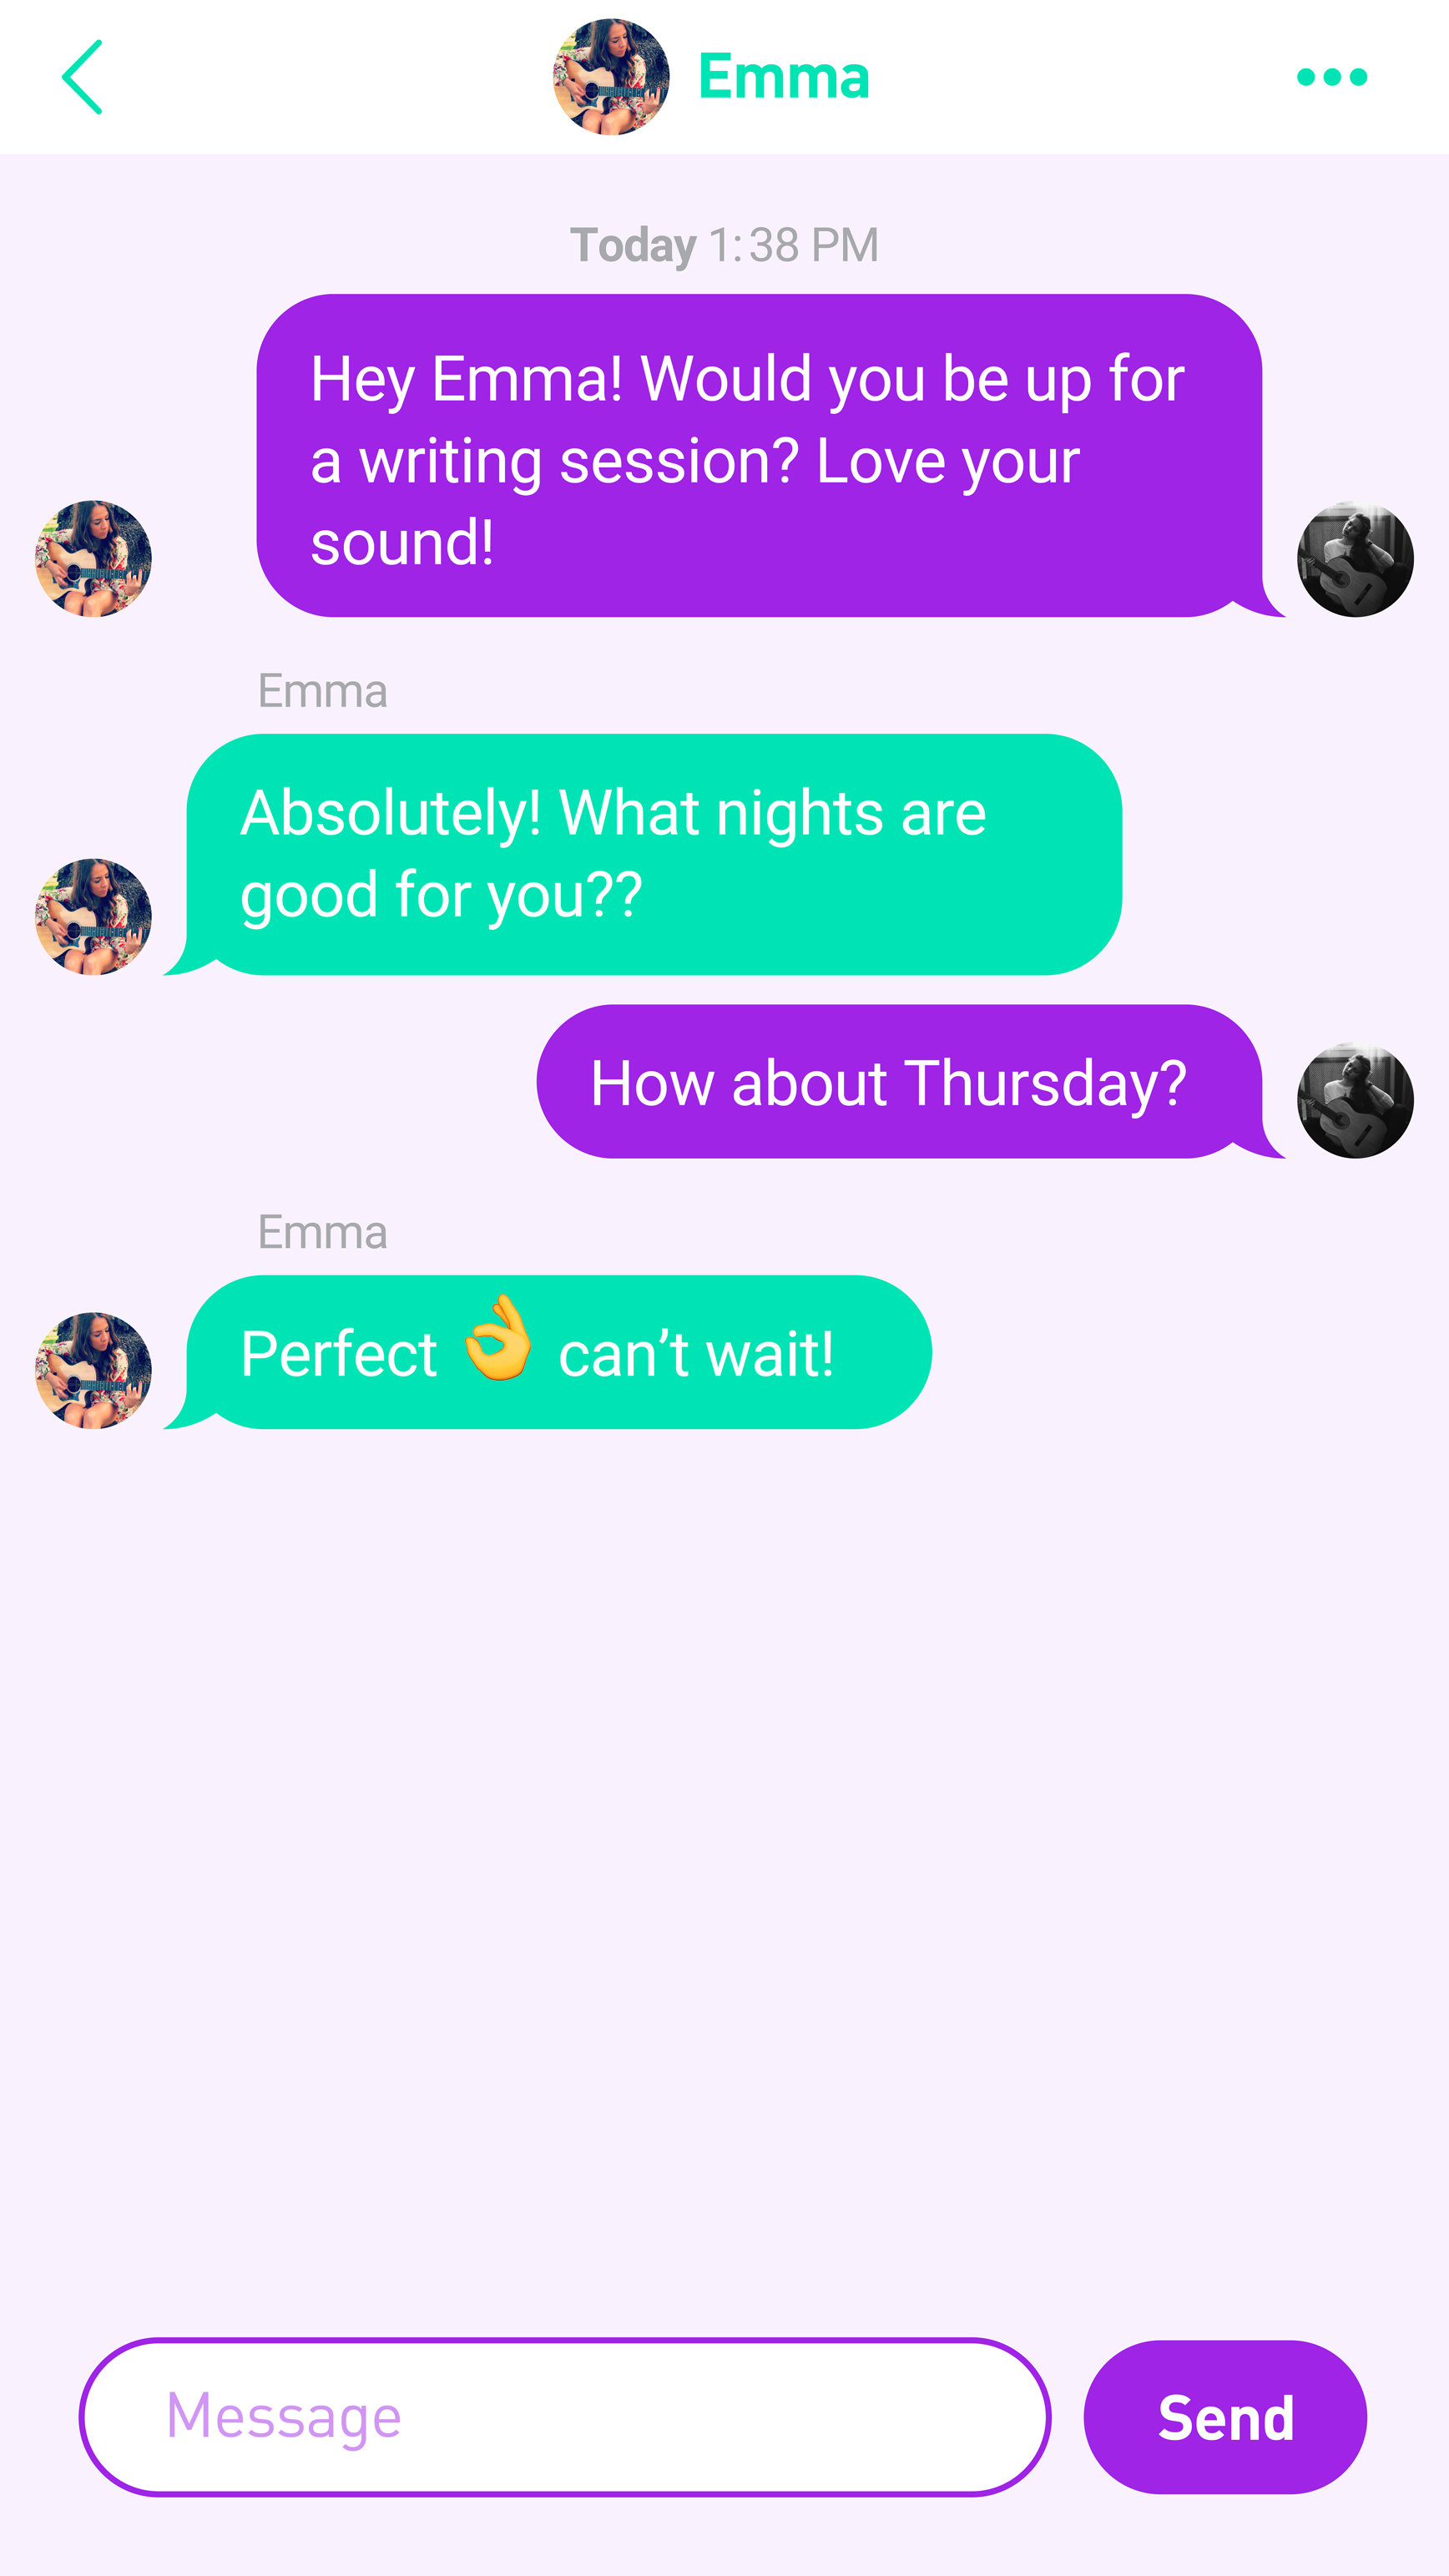 Emma
Today 1:38 PM
Hey Emma! Would you be up for
a writing session? Love your
sound!
Emma
Absolutely! What nights are
good for you??
How about Thursday?
Emma
Perfect 👌 can’t wait!
Message
Send